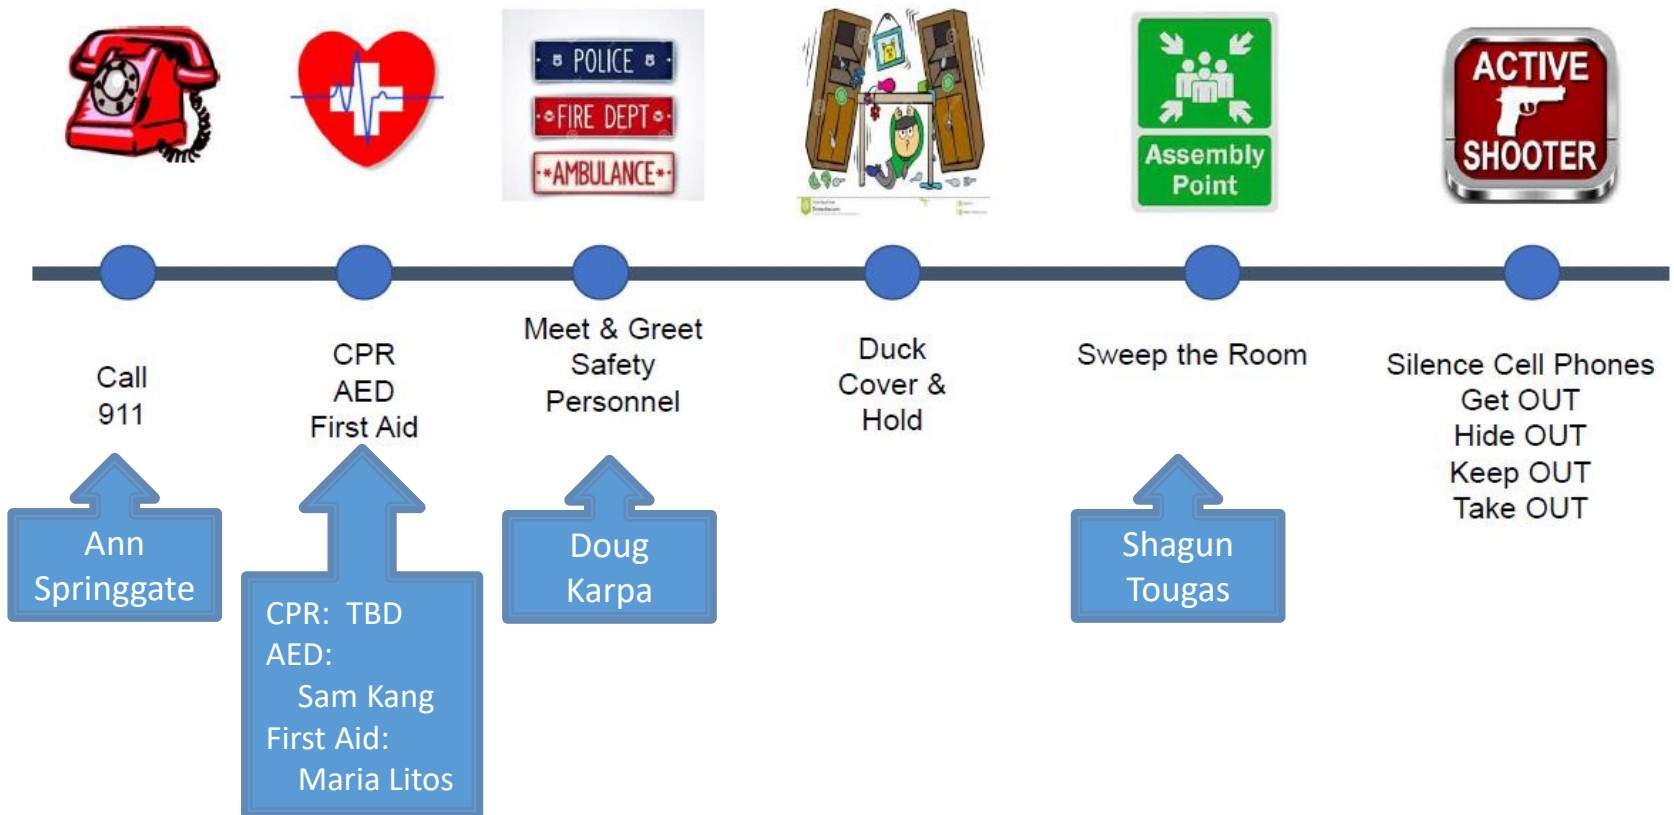 POLICE
FIRE DEPT
*AMBULANCE*
Assembly
Point
ACTIVE
SHOOTER
Call
911
CPR
AED
First Aid
Meet & Greet
Safety
Personnel
Duck
Cover &
Hold
Sweep the Room
Silence Cell Phones
Get OUT
Hide OUT
Keep OUT
Take OUT
Ann
Springgate
CPR: TBD
AED:
Sam Kang
First Aid:
Maria Litos
Doug
Karpa
Shagun
Tougas